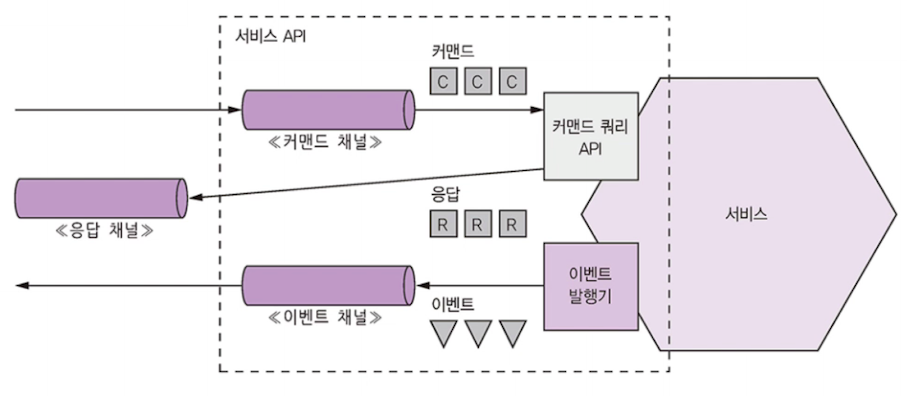 서비스 API
커맨드
C C C
≪커맨드 채널≫
커맨드 쿼리
API
응답
R R R
≪응답 채널≫
서비스
이벤트
발행기
이벤트
≪이벤트 채널≫